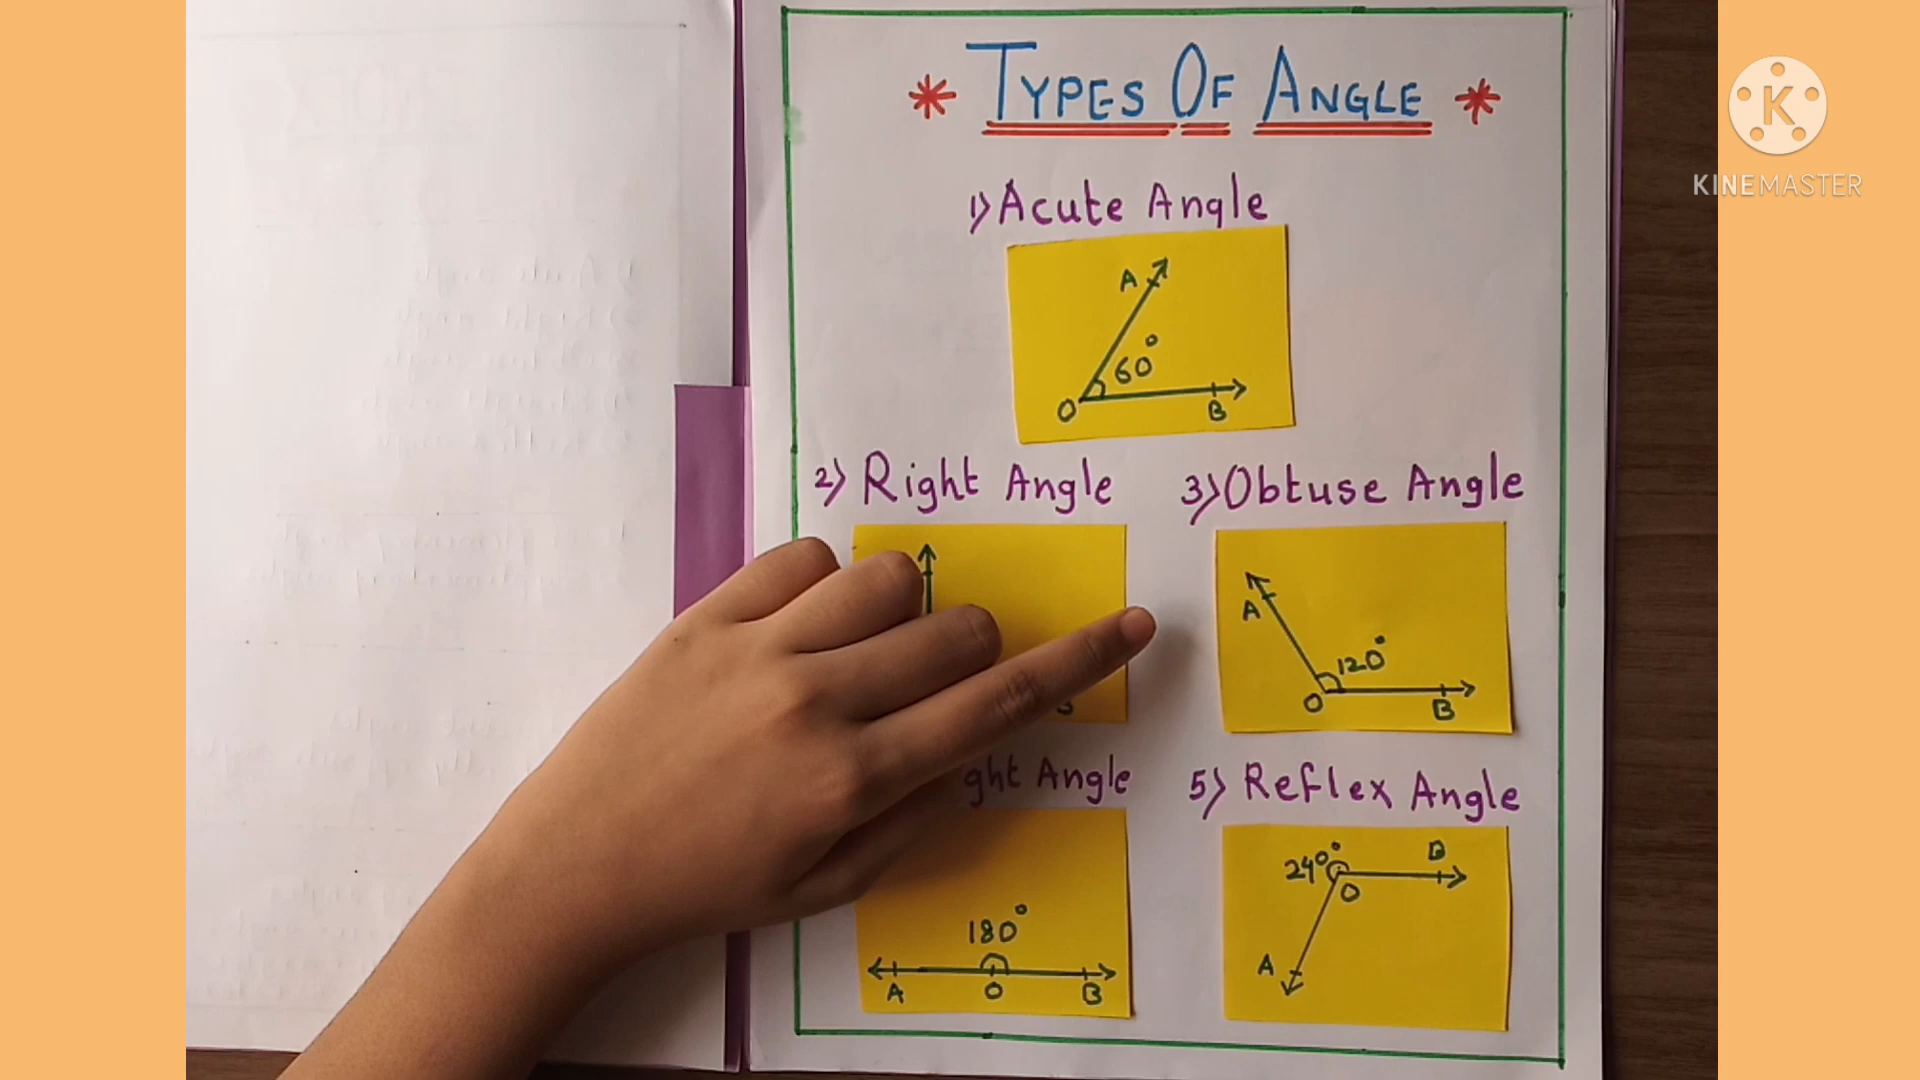 * TYPES OF ANGLE *
1) Acute Angle
A
60°
O
B
2) Right Angle
3) Obtuse Angle
A
120°
O
B
ght Angle
180°
A O B
5) Reflex Angle
240°
B
O
A
KINEMASTER